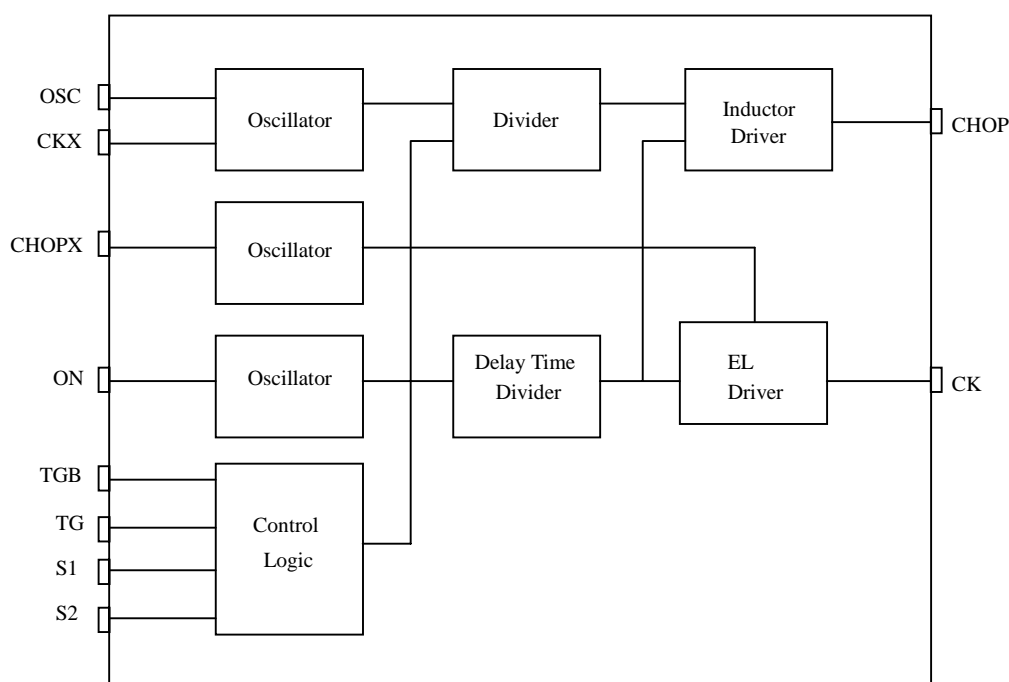 OSC
CKX
Oscillator
Divider
Inductor
Driver
CHOP
CHOPX
Oscillator
ON
Oscillator
Delay Time
Divider
EL
Driver
CK
TGB
TG
S1
S2
Control
Logic